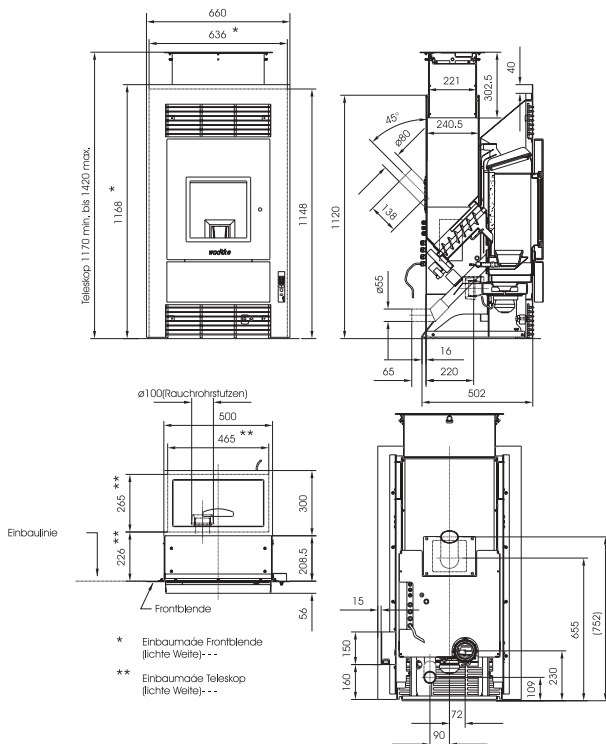 660
636 *
Teleskop 1170 min. bis 1420 max.
1168 *
1148
wodtke
221
302.5
40
45°
ø80
240.5
138
1120
ø55
16
65
220
502
ø100(Rauchrohrstutzen)
500
465 **
265 **
300
Einbaulinie
226 **
208.5
Frontblende
56
* Einbaumaáe Frontblende
(lichte Weite)- - -
** Einbaumaáe Teleskop
(lichte Weite)- - -
15
150
160
655
(752)
230
109
72
90